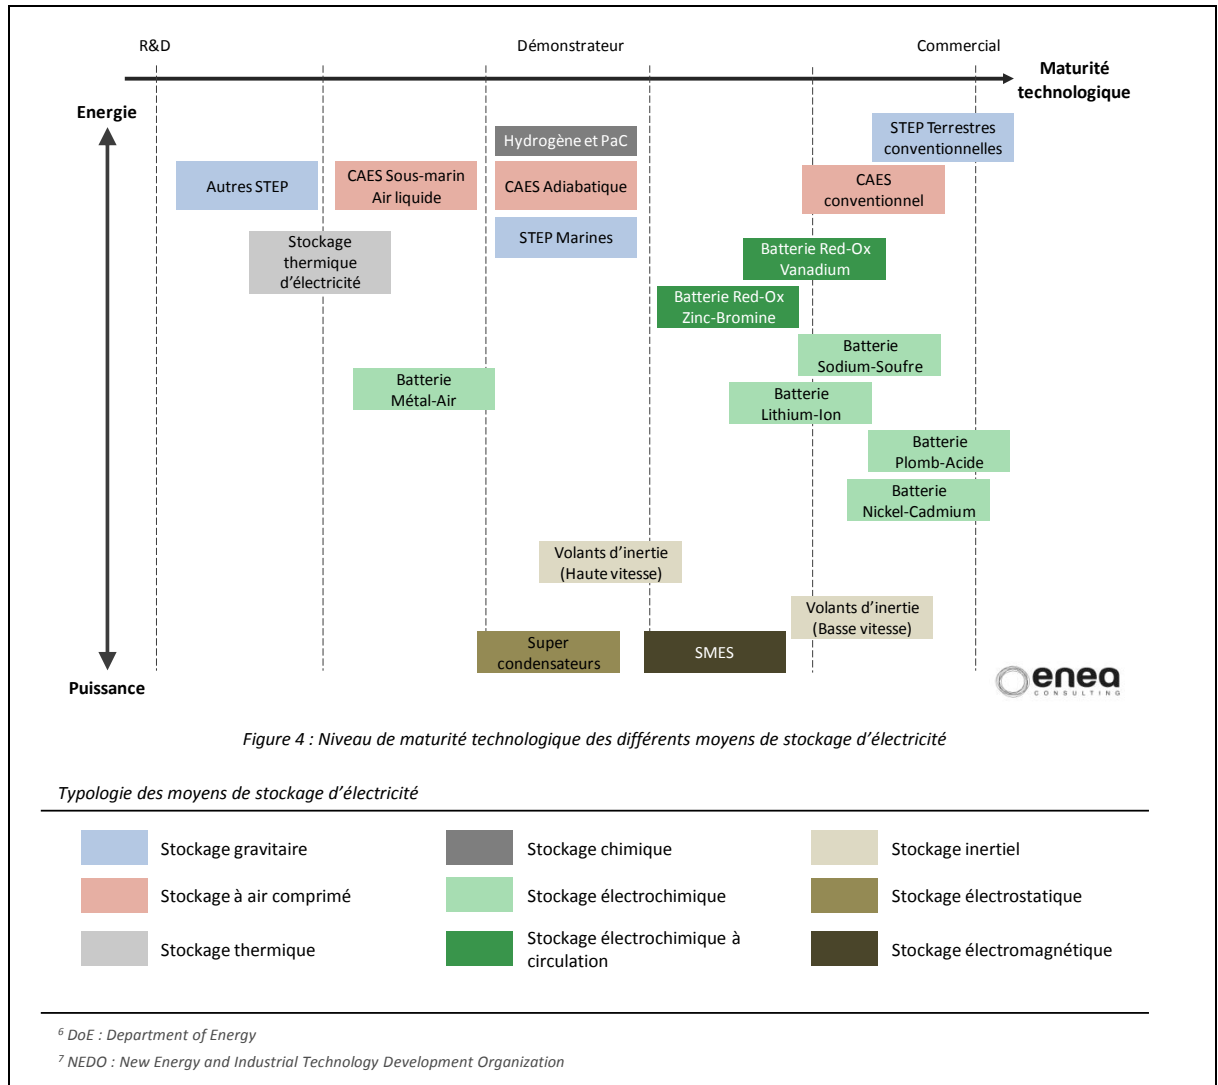 R&D
Démonstrateur
Commercial
Maturité
technologique
Energie
STEP Terrestres
conventionnelles
Hydrogène et PaC
Autres STEP
CAES Sous-marin
Air liquide
CAES Adiabatique
CAES
conventionnel
STEP Marines
Stockage
thermique
d’électricité
Batterie Red-Ox
Vanadium
Batterie Red-Ox
Zinc-Bromine
Batterie
Sodium-Soufre
Batterie
Métal-Air
Batterie
Lithium-Ion
Batterie
Plomb-Acide
Batterie
Nickel-Cadmium
Volants d’inertie
(Haute vitesse)
Volants d’inertie
(Basse vitesse)
Super
condensateurs
SMES
Puissance
enea
CONSULTING
Figure 4 : Niveau de maturité technologique des différents moyens de stockage d’électricité
Typologie des moyens de stockage d’électricité
Stockage gravitaire
Stockage chimique
Stockage inertiel
Stockage à air comprimé
Stockage électrochimique
Stockage électrostatique
Stockage thermique
Stockage électrochimique à
circulation
Stockage électromagnétique
6 DoE : Department of Energy
7 NEDO : New Energy and Industrial Technology Development Organization